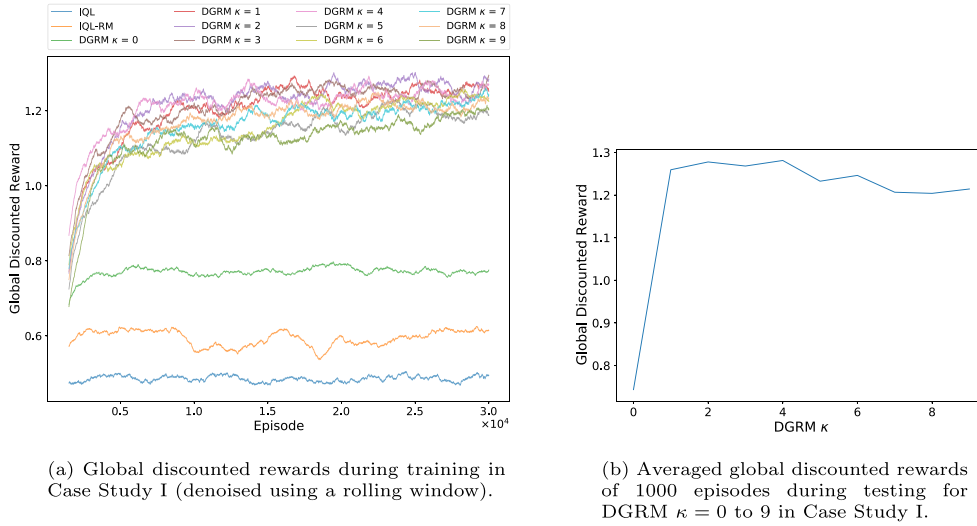 IQL
IQL-RM
DGRM κ = 0
DGRM κ = 1
DGRM κ = 2
DGRM κ = 3
DGRM κ = 4
DGRM κ = 5
DGRM κ = 6
DGRM κ = 7
DGRM κ = 8
DGRM κ = 9
Global Discounted Reward
1.2
1.0
0.8
0.6
0.5 1.0 1.5 2.0 2.5 3.0
×10⁴
Episode
(a) Global discounted rewards during training in
Case Study I (denoised using a rolling window).
Global Discounted Reward
1.3
1.2
1.1
1.0
0.9
0.8
0 2 4 6 8
DGRM κ
(b) Averaged global discounted rewards
of 1000 episodes during testing for
DGRM κ = 0 to 9 in Case Study I.